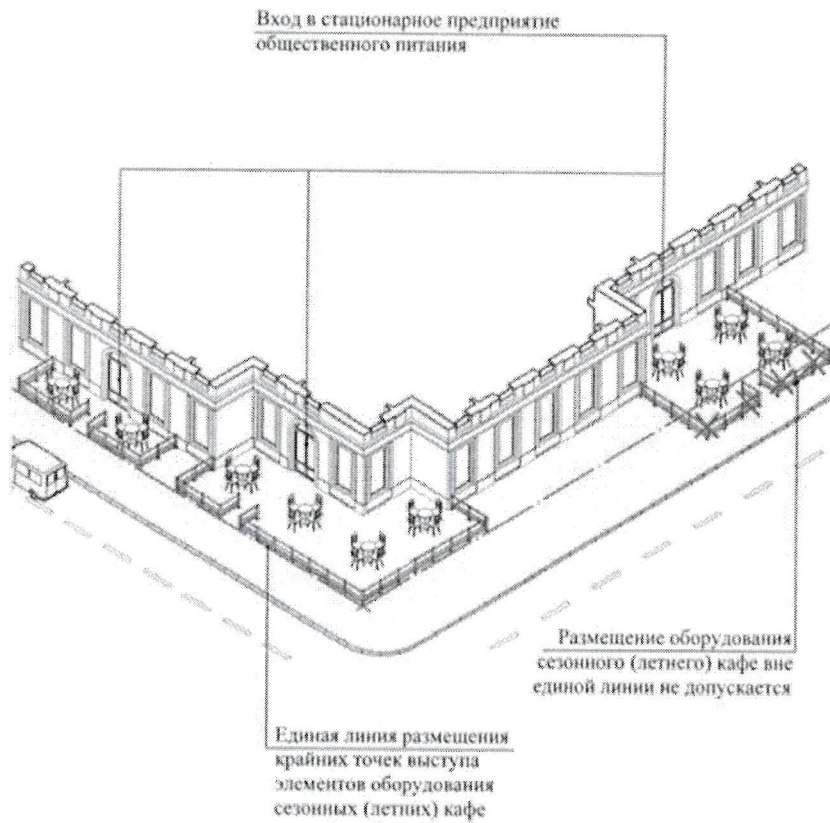 Вход в стационарное предприятие
общественного питания
Размещение оборудования
сезонного (летнего) кафе вне
единой линии не допускается
Единая линия размещения
крайних точек выступа
элементов оборудования
сезонных (летних) кафе